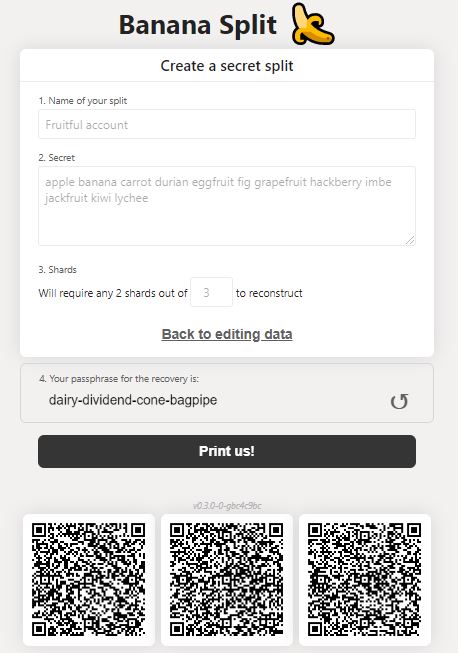 Banana Split
Create a secret split
1. Name of your split
Fruitful account
2. Secret
apple banana carrot durian eggfruit fig grapefruit hackberry imbe
jackfruit kiwi lychee
3. Shards
Will require any 2 shards out of 3 to reconstruct
Back to editing data
4. Your passphrase for the recovery is:
dairy-dividend-cone-bagpipe
Print us!
v0.3.0-0-gbc4c9bc